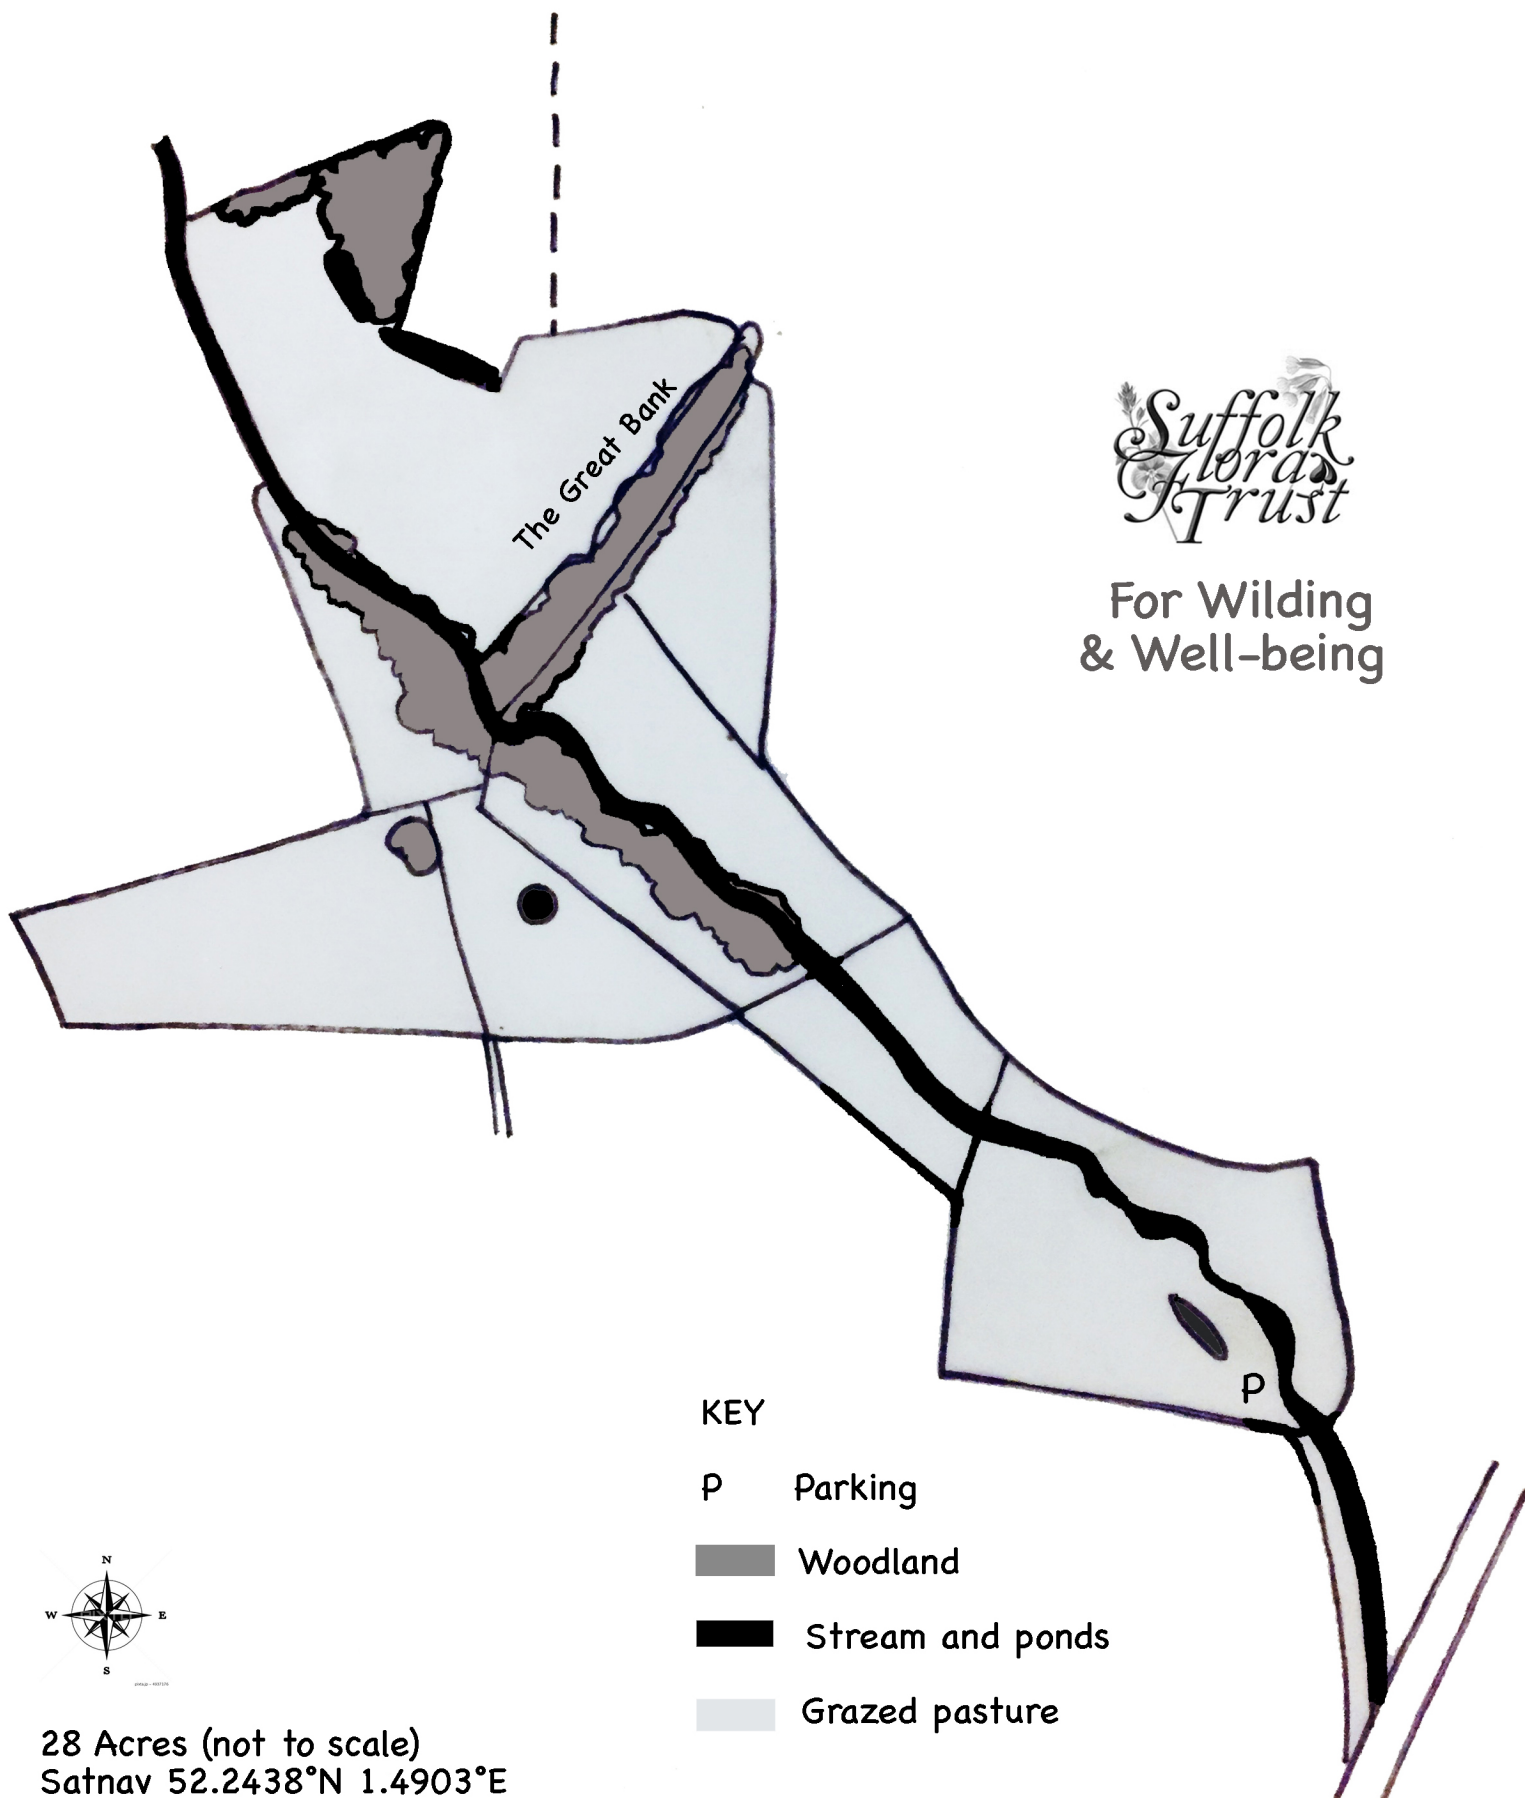 The Great Bank
Suffolk
Flora
Trust
For Wilding
& Well-being
P
KEY
P Parking
Woodland
Stream and ponds
Grazed pasture
N
W E
S
28 Acres (not to scale)
Satnav 52.2438°N 1.4903°E